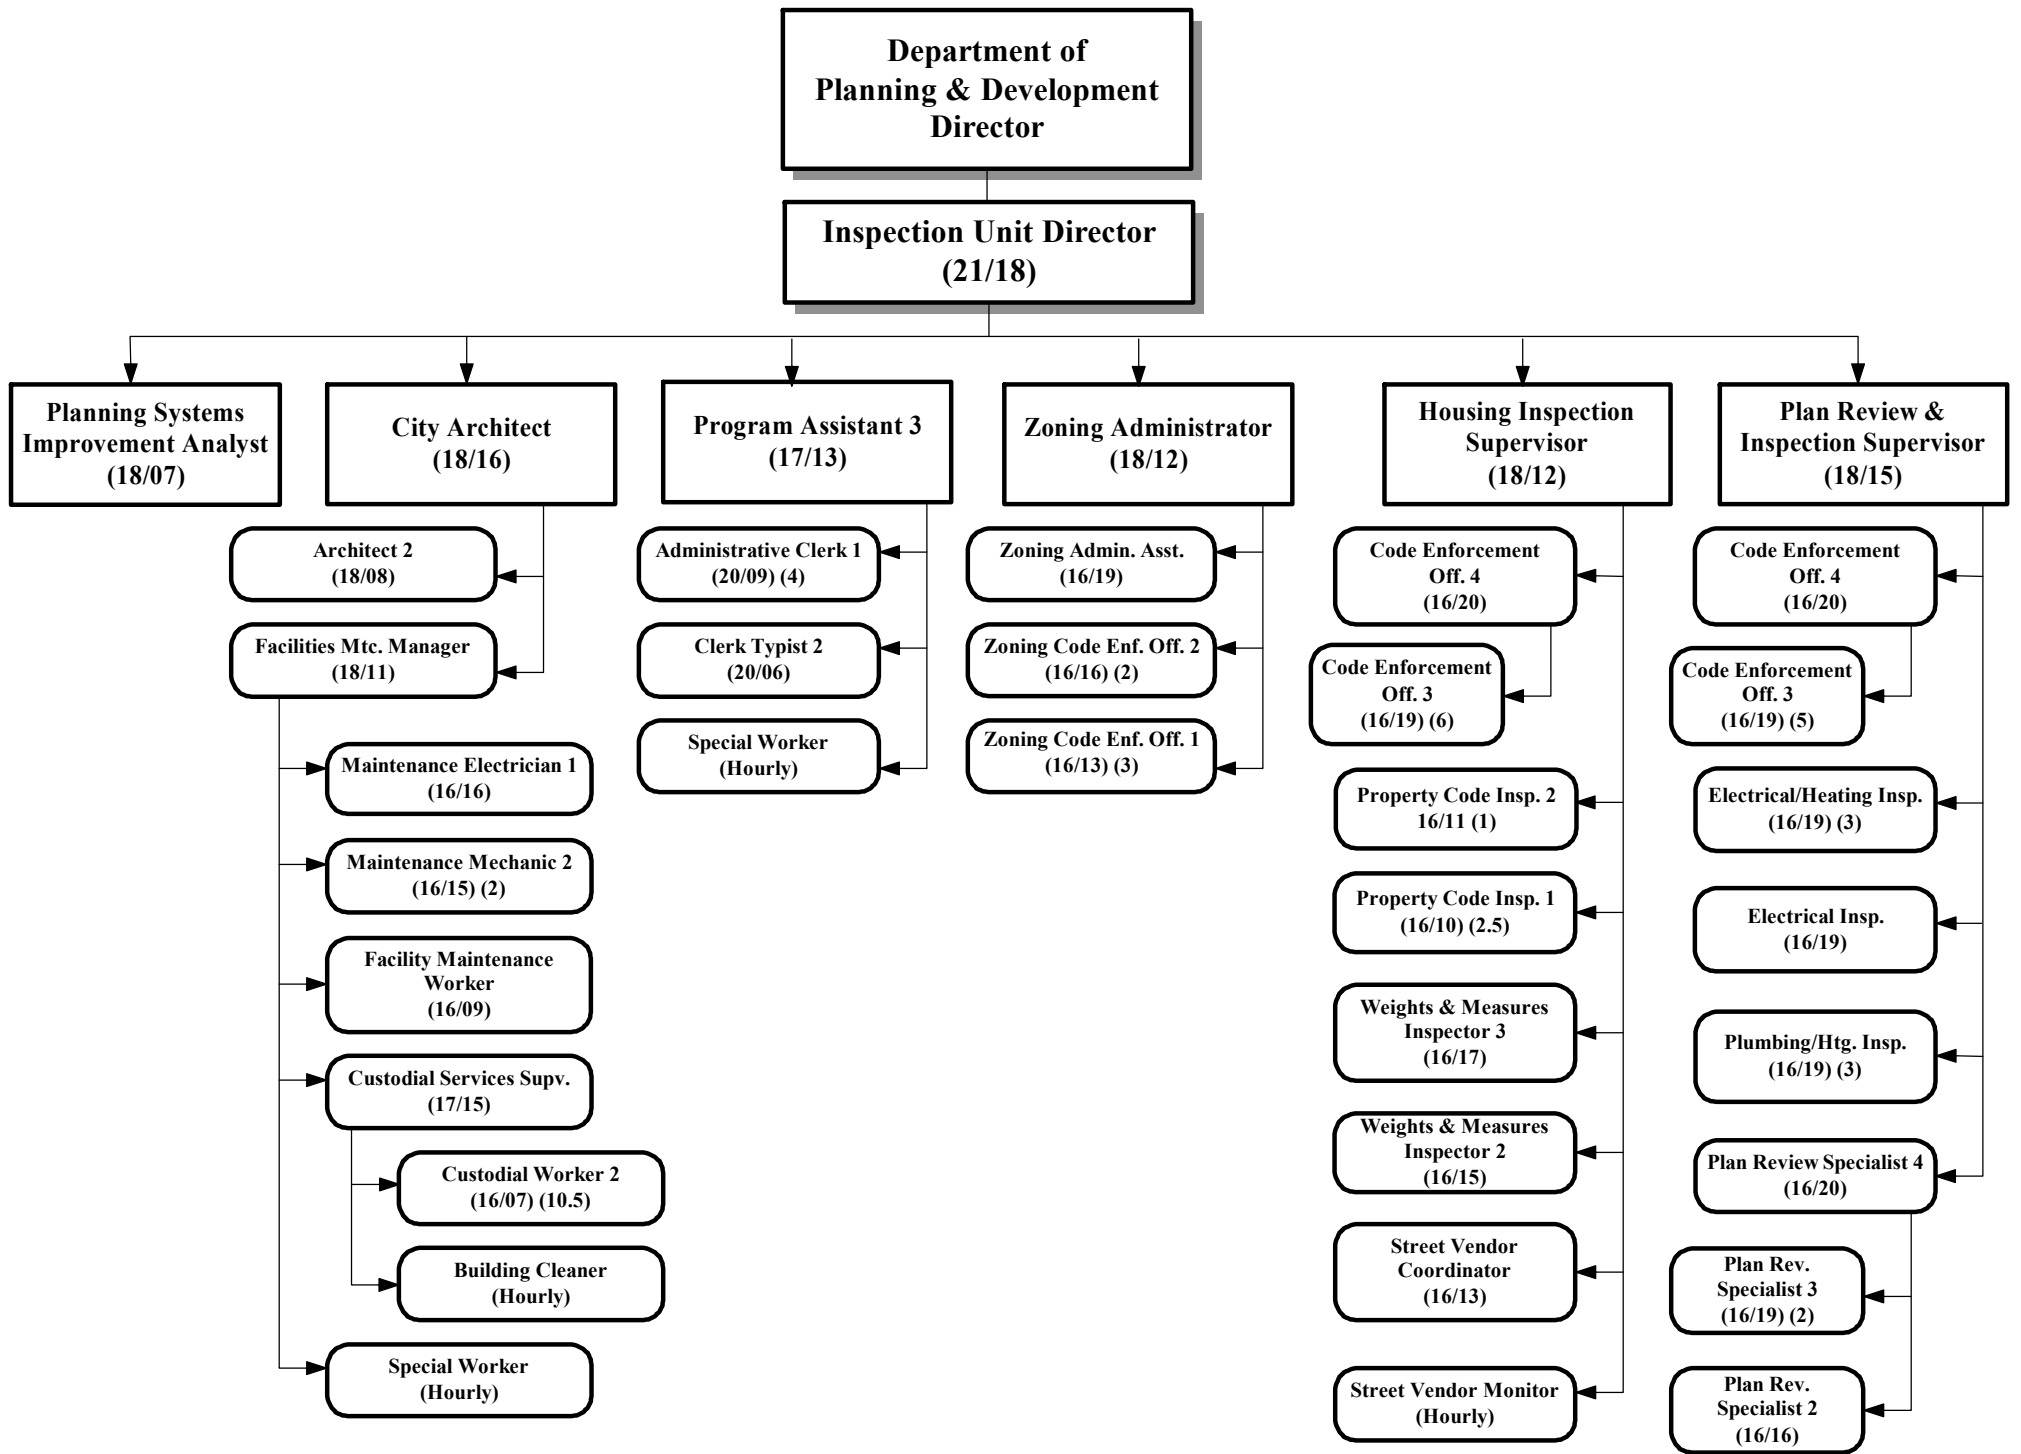 Department of
Planning & Development
Director
Inspection Unit Director
(21/18)
Planning Systems
Improvement Analyst
(18/07)
City Architect
(18/16)
Program Assistant 3
(17/13)
Zoning Administrator
(18/12)
Housing Inspection
Supervisor
(18/12)
Plan Review &
Inspection Supervisor
(18/15)
Architect 2
(18/08)
Facilities Mtc. Manager
(18/11)
Maintenance Electrician 1
(16/16)
Maintenance Mechanic 2
(16/15) (2)
Facility Maintenance
Worker
(16/09)
Custodial Services Supv.
(17/15)
Custodial Worker 2
(16/07) (10.5)
Building Cleaner
(Hourly)
Special Worker
(Hourly)
Administrative Clerk 1
(20/09) (4)
Clerk Typist 2
(20/06)
Special Worker
(Hourly)
Zoning Admin. Asst.
(16/19)
Zoning Code Enf. Off. 2
(16/16) (2)
Zoning Code Enf. Off. 1
(16/13) (3)
Code Enforcement
Off. 4
(16/20)
Code Enforcement
Off. 3
(16/19) (6)
Property Code Insp. 2
16/11 (1)
Property Code Insp. 1
(16/10) (2.5)
Weights & Measures
Inspector 3
(16/17)
Weights & Measures
Inspector 2
(16/15)
Street Vendor
Coordinator
(16/13)
Street Vendor Monitor
(Hourly)
Code Enforcement
Off. 4
(16/20)
Code Enforcement
Off. 3
(16/19) (5)
Electrical/Heating Insp.
(16/19) (3)
Electrical Insp.
(16/19)
Plumbing/Htg. Insp.
(16/19) (3)
Plan Review Specialist 4
(16/20)
Plan Rev.
Specialist 3
(16/19) (2)
Plan Rev.
Specialist 2
(16/16)